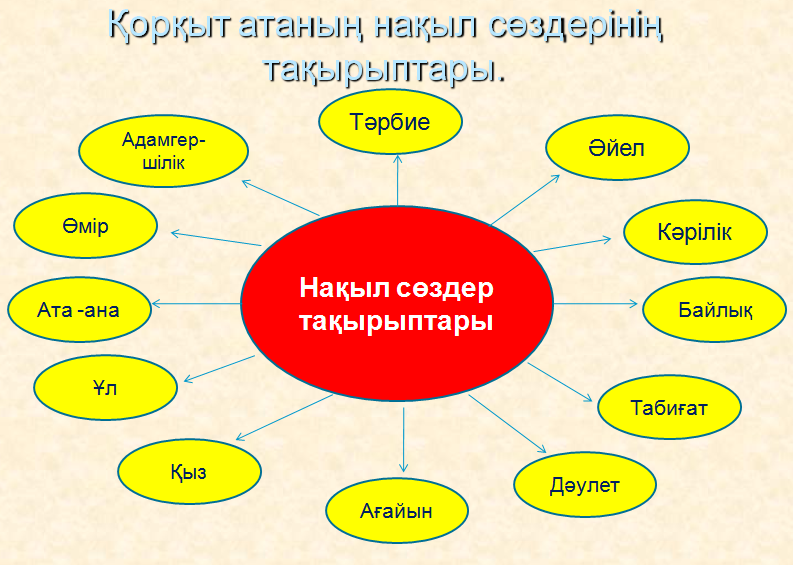 Қорқыт атаның нақыл сөздерінің
тақырыптары.
Тәрбие
Адамгер-
шілік
Әйел
Өмір
Кәрілік
Нақыл сөздер
тақырыптары
Ата -ана
Байлық
Ұл
Табиғат
Қыз
Дәулет
Ағайын